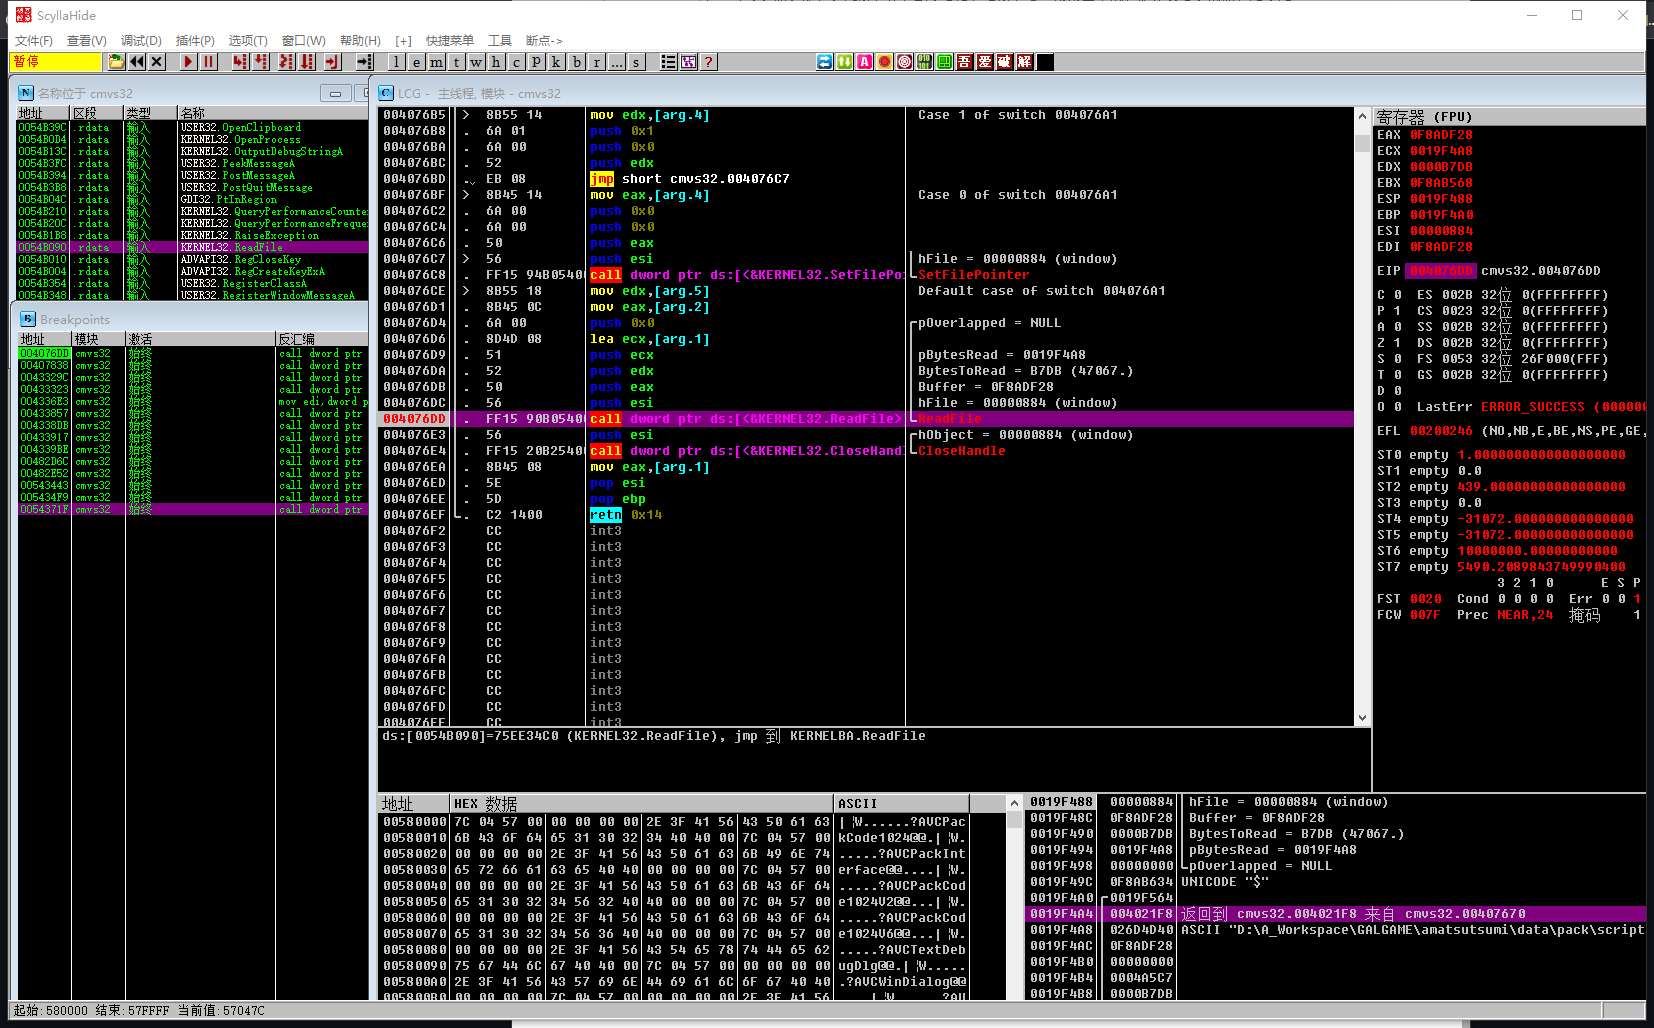 ScyllaHide
文件(F) 查看(V) 调试(D) 插件(P) 选项(T) 窗口(W) 帮助(H) [+] 快捷菜单 工具 断点->
暂停 l e m t w h c p k b r ... s ? 吾 爱 破 解
名称位于 cmvs32
地址 区段 类型 名称
0054B39C .rdata 输入 USER32.OpenClipboard
0054B0D4 .rdata 输入 KERNEL32.OpenProcess
0054B13C .rdata 输入 KERNEL32.OutputDebugStringA
0054B3FC .rdata 输入 USER32.PeekMessageA
0054B394 .rdata 输入 USER32.PostMessageA
0054B3B8 .rdata 输入 USER32.PostQuitMessage
0054B04C .rdata 输入 GDI32.PtInRegion
0054B210 .rdata 输入 KERNEL32.QueryPerformanceCounte
0054B20C .rdata 输入 KERNEL32.QueryPerformanceFreque
0054B1B8 .rdata 输入 KERNEL32.RaiseException
0054B090 .rdata 输入 KERNEL32.ReadFile
0054B010 .rdata 输入 ADVAPI32.RegCloseKey
0054B004 .rdata 输入 ADVAPI32.RegCreateKeyExA
0054B354 .rdata 输入 USER32.RegisterClassA
0054B348 .rdata 输入 USER32.RegisterWindowMessageA
Breakpoints
地址 模块 激活 反汇编
004076DD cmvs32 始终 call dword ptr
00407838 cmvs32 始终 call dword ptr
0043329C cmvs32 始终 call dword ptr
00433323 cmvs32 始终 call dword ptr
004336E3 cmvs32 始终 mov edi,dword p
00433857 cmvs32 始终 call dword ptr
004338DB cmvs32 始终 call dword ptr
00433917 cmvs32 始终 call dword ptr
004339BE cmvs32 始终 call dword ptr
00482D6C cmvs32 始终 call dword ptr
00482E52 cmvs32 始终 call dword ptr
00543443 cmvs32 始终 call dword ptr
005434F9 cmvs32 始终 call dword ptr
0054371F cmvs32 始终 call dword ptr
LCG - 主线程, 模块 - cmvs32
004076B5 > 8B55 14 mov edx,[arg.4] Case 1 of switch 004076A1
004076B8 . 6A 01 push 0x1
004076BA . 6A 00 push 0x0
004076BC . 52 push edx
004076BD . EB 08 jmp short cmvs32.004076C7
004076BF > 8B45 14 mov eax,[arg.4] Case 0 of switch 004076A1
004076C2 . 6A 00 push 0x0
004076C4 . 6A 00 push 0x0
004076C6 . 50 push eax
004076C7 > 56 push esi hFile = 00000884 (window)
004076C8 . FF15 94B05400 call dword ptr ds:[<&KERNEL32.SetFilePoi SetFilePointer
004076CE > 8B55 18 mov edx,[arg.5] Default case of switch 004076A1
004076D1 . 8B45 0C mov eax,[arg.2]
004076D4 . 6A 00 push 0x0 pOverlapped = NULL
004076D6 . 8D4D 08 lea ecx,[arg.1]
004076D9 . 51 push ecx pBytesRead = 0019F4A8
004076DA . 52 push edx BytesToRead = B7DB (47067.)
004076DB . 50 push eax Buffer = 0F8ADF28
004076DC . 56 push esi hFile = 00000884 (window)
004076DD . FF15 90B05400 call dword ptr ds:[<&KERNEL32.ReadFile> ReadFile
004076E3 . 56 push esi hObject = 00000884 (window)
004076E4 . FF15 20B25400 call dword ptr ds:[<&KERNEL32.CloseHandl CloseHandle
004076EA . 8B45 08 mov eax,[arg.1]
004076ED . 5E pop esi
004076EE . 5D pop ebp
004076EF . C2 1400 retn 0x14
004076F2 CC int3
004076F3 CC int3
004076F4 CC int3
004076F5 CC int3
004076F6 CC int3
004076F7 CC int3
004076F8 CC int3
004076F9 CC int3
004076FA CC int3
004076FB CC int3
004076FC CC int3
004076FD CC int3
004076FE CC int3
ds:[0054B090]=75EE34C0 (KERNEL32.ReadFile), jmp 到 KERNELBA.ReadFile
寄存器 (FPU)
EAX 0F8ADF28
ECX 0019F4A8
EDX 0000B7DB
EBX 0F8AB568
ESP 0019F488
EBP 0019F4A0
ESI 00000884
EDI 0F8ADF28
EIP 004076DD cmvs32.004076DD
C 0 ES 002B 32位 0(FFFFFFFF)
P 1 CS 0023 32位 0(FFFFFFFF)
A 0 SS 002B 32位 0(FFFFFFFF)
Z 1 DS 002B 32位 0(FFFFFFFF)
S 0 FS 0053 32位 26F000(FFF)
T 0 GS 002B 32位 0(FFFFFFFF)
D 0
O 0 LastErr ERROR_SUCCESS (000000
EFL 00200246 (NO,NB,E,BE,NS,PE,GE,
ST0 empty 1.0000000000000000000
ST1 empty 0.0
ST2 empty 439.00000000000000000
ST3 empty 0.0
ST4 empty -31072.000000000000000
ST5 empty -31072.000000000000000
ST6 empty 10000000.00000000000
ST7 empty 5490.2089843749990400
3 2 1 0 E S P
FST 0020 Cond 0 0 0 0 Err 0 0 1
FCW 007F Prec NEAR,24 掩码 1
地址 HEX 数据 ASCII
00580000 7C 04 57 00 00 00 00 00 2E 3F 41 56 43 50 61 63 |W......?AVCPac
00580010 6B 43 6F 64 65 31 30 32 34 40 40 00 7C 04 57 00 kCode1024@@.|W.
00580020 00 00 00 00 2E 3F 41 56 43 50 61 63 6B 49 6E 74 .....?AVCPackInt
00580030 65 72 66 61 63 65 40 40 00 00 00 00 7C 04 57 00 erface@@....|W.
00580040 00 00 00 00 2E 3F 41 56 43 50 61 63 6B 43 6F 64 .....?AVCPackCod
00580050 65 31 30 32 34 56 32 40 40 00 00 00 7C 04 57 00 e1024V2@@...|W.
00580060 00 00 00 00 2E 3F 41 56 43 50 61 63 6B 43 6F 64 .....?AVCPackCod
00580070 65 31 30 32 34 56 36 40 40 00 00 00 7C 04 57 00 e1024V6@@...|W.
00580080 00 00 00 00 2E 3F 41 56 43 54 65 78 74 44 65 62 .....?AVCTextDeb
00580090 75 67 44 6C 67 40 40 00 7C 04 57 00 00 00 00 00 ugDlg@@.|W.....
005800A0 2E 3F 41 56 43 57 69 6E 44 69 61 6C 6F 67 40 40 .?AVCWinDialog@@
005800B0 00 00 00 00 7C 04 57 00 00 00 00 00 2E 3F 41 56
0019F488 00000884 hFile = 00000884 (window)
0019F48C 0F8ADF28 Buffer = 0F8ADF28
0019F490 0000B7DB BytesToRead = B7DB (47067.)
0019F494 0019F4A8 pBytesRead = 0019F4A8
0019F498 00000000 pOverlapped = NULL
0019F49C 0F8AB634 UNICODE "$"
0019F4A0 0019F564
0019F4A4 004021F8 返回到 cmvs32.004021F8 来自 cmvs32.00407670
0019F4A8 026D4D40 ASCII "D:\A_Workspace\GALGAME\amatsutsumi\data\pack\script
0019F4AC 0F8ADF28
0019F4B0 00000000
0019F4B4 0004A5C7
0019F4B8 0000B7DB
起始:580000 结束:57FFFF 当前值:57047C